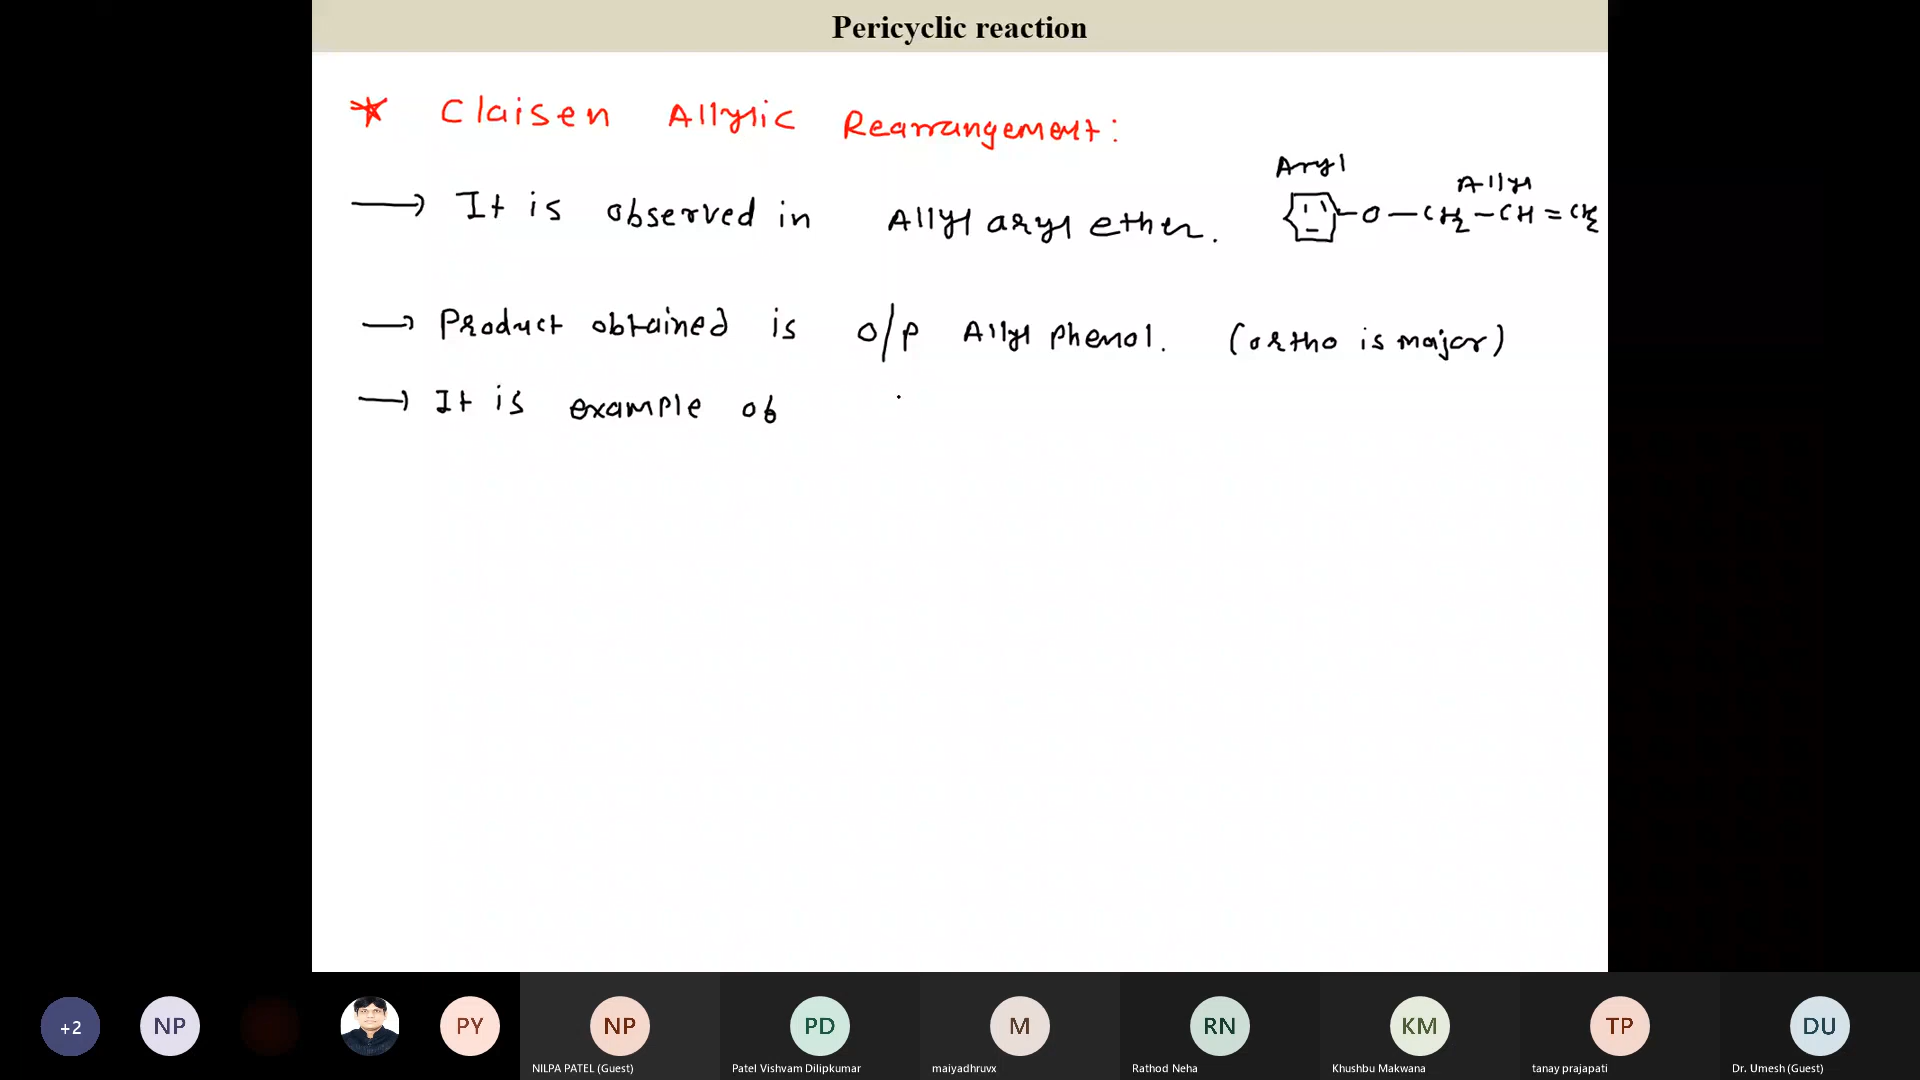 Pericyclic reaction
* Claisen Allylic Rearrangement:
Aryl
Allyl
→ It is observed in Allyl aryl ether.
-O-CH2-CH=CH2
→ Product obtained is o/p Allyl phenol. (ortho is major)
→ It is example of
+2 NP PY NP PD M RN KM TP DU
NILPA PATEL (Guest) Patel Vishvam Dilipkumar maiyadhruvx Rathod Neha Khushbu Makwana tanay prajapati Dr. Umesh (Guest)